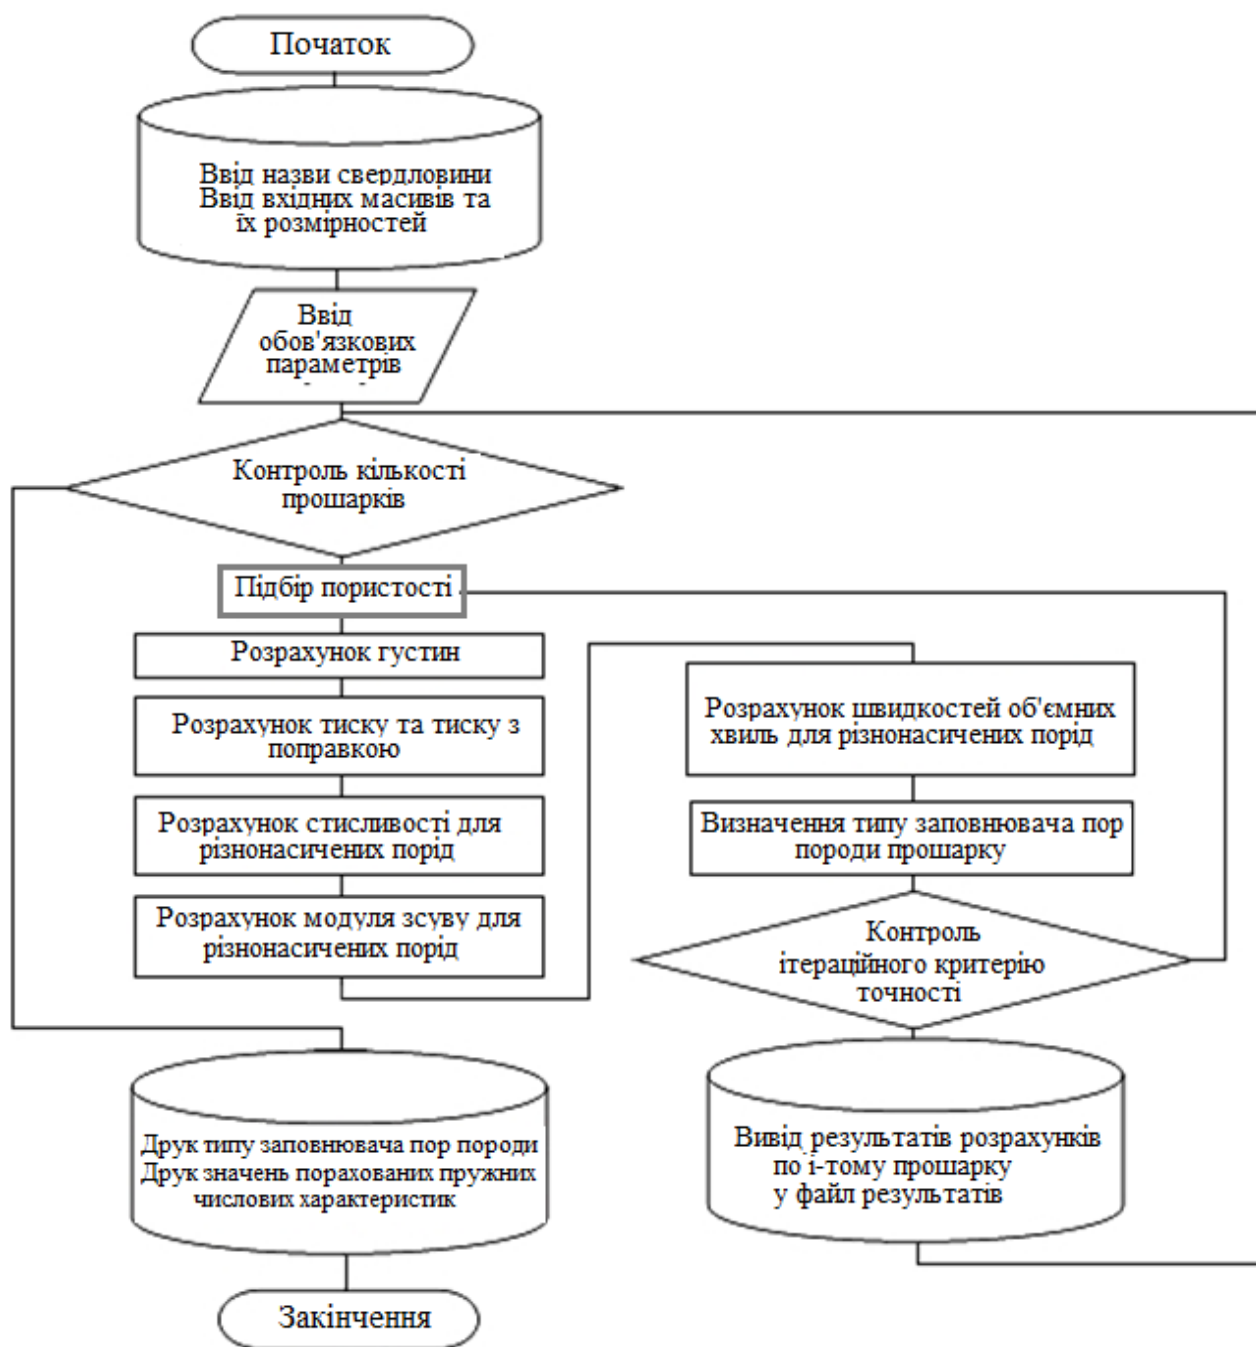 Початок
Ввід назви свердловини
Ввід вхідних масивів та
їх розмірностей
Ввід
обов'язкових
параметрів
Контроль кількості
прошарків
Підбір пористості
Розрахунок густин
Розрахунок тиску та тиску з
поправкою
Розрахунок стисливості для
різнонасичених порід
Розрахунок модуля зсуву для
різнонасичених порід
Розрахунок швидкостей об'ємних
хвиль для різнонасичених порід
Визначення типу заповнювача пор
породи прошарку
Контроль
ітераційного критерію
точності
Вивід результатів розрахунків
по і-тому прошарку
у файл результатів
Друк типу заповнювача пор породи
Друк значень порахованих пружних
числових характеристик
Закінчення